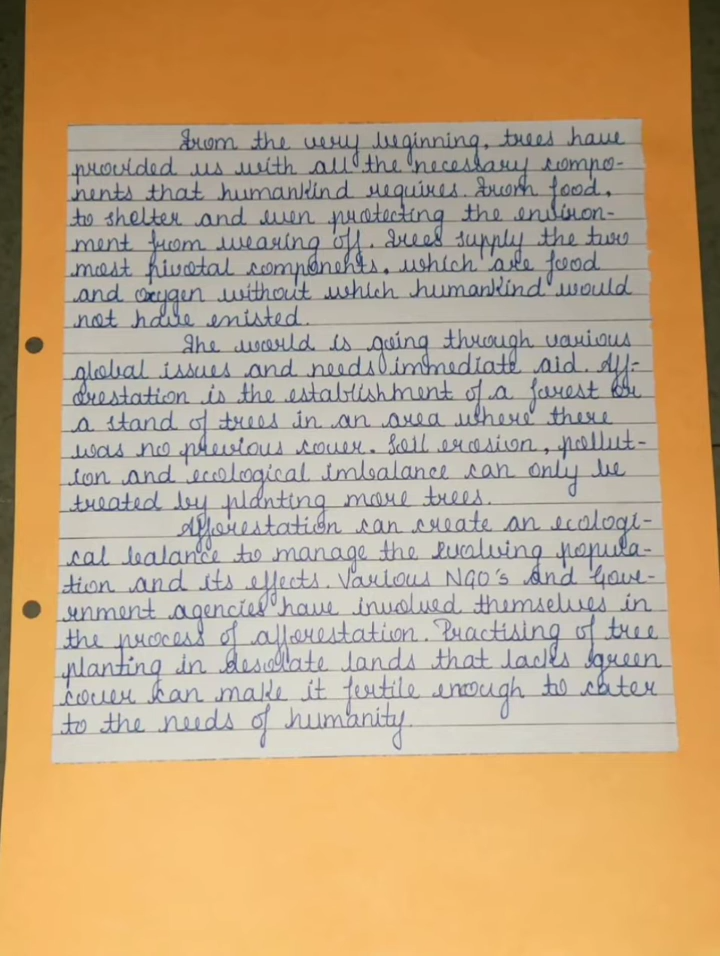 From the very beginning, trees have
provided us with all the necessary compo-
nents that humankind requires. From food,
to shelter and even protecting the environ-
ment from wearing off. Trees supply the two
most pivotal components, which are food
and oxygen without which humankind would
not have enisted.
The world is going through various
global issues and needs immediate aid. Aff-
orestation is the establishment of a forest or
a stand of trees in an area where there
was no previous cover. Soil erosion, pollut-
ion and ecological imbalance can only be
treated by planting more trees.
Afforestation can create an ecologi-
cal balance to manage the evolving popula-
tion and its effects. Various NGO's and Gove-
rnment agencies have involved themselves in
the process of afforestation. Practising of tree
planting in desolate lands that lacks green
cover can make it fertile enough to cater
to the needs of humanity.